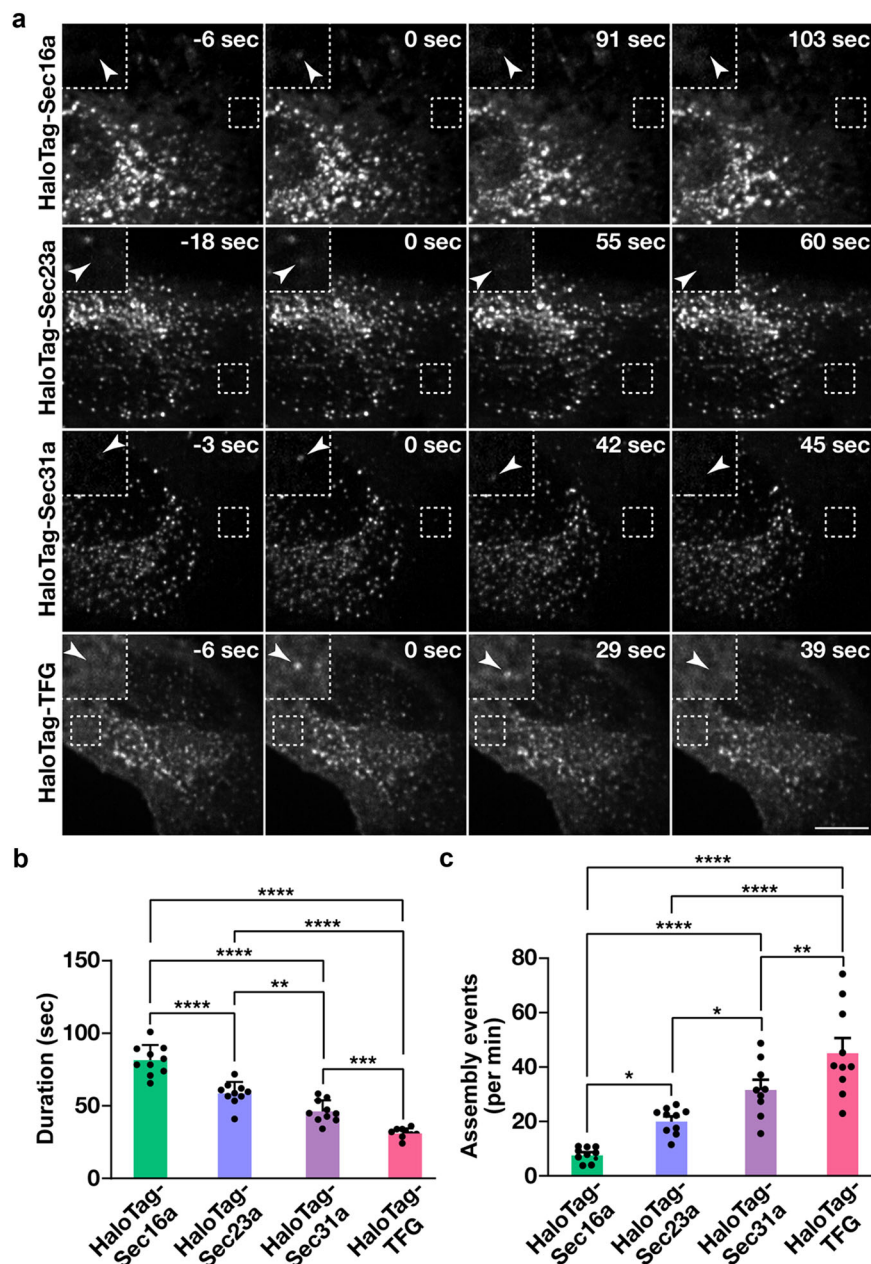 a
HaloTag-Sec16a
-6 sec
0 sec
91 sec
103 sec
HaloTag-Sec23a
-18 sec
0 sec
55 sec
60 sec
HaloTag-Sec31a
-3 sec
0 sec
42 sec
45 sec
HaloTag-TFG
-6 sec
0 sec
29 sec
39 sec
b
****
****
****
**
****
***
Duration (sec)
150
100
50
0
HaloTag-
Sec16a
HaloTag-
Sec23a
HaloTag-
Sec31a
HaloTag-
TFG
c
****
****
****
**
*
*
Assembly events
(per min)
80
60
40
20
0
HaloTag-
Sec16a
HaloTag-
Sec23a
HaloTag-
Sec31a
HaloTag-
TFG